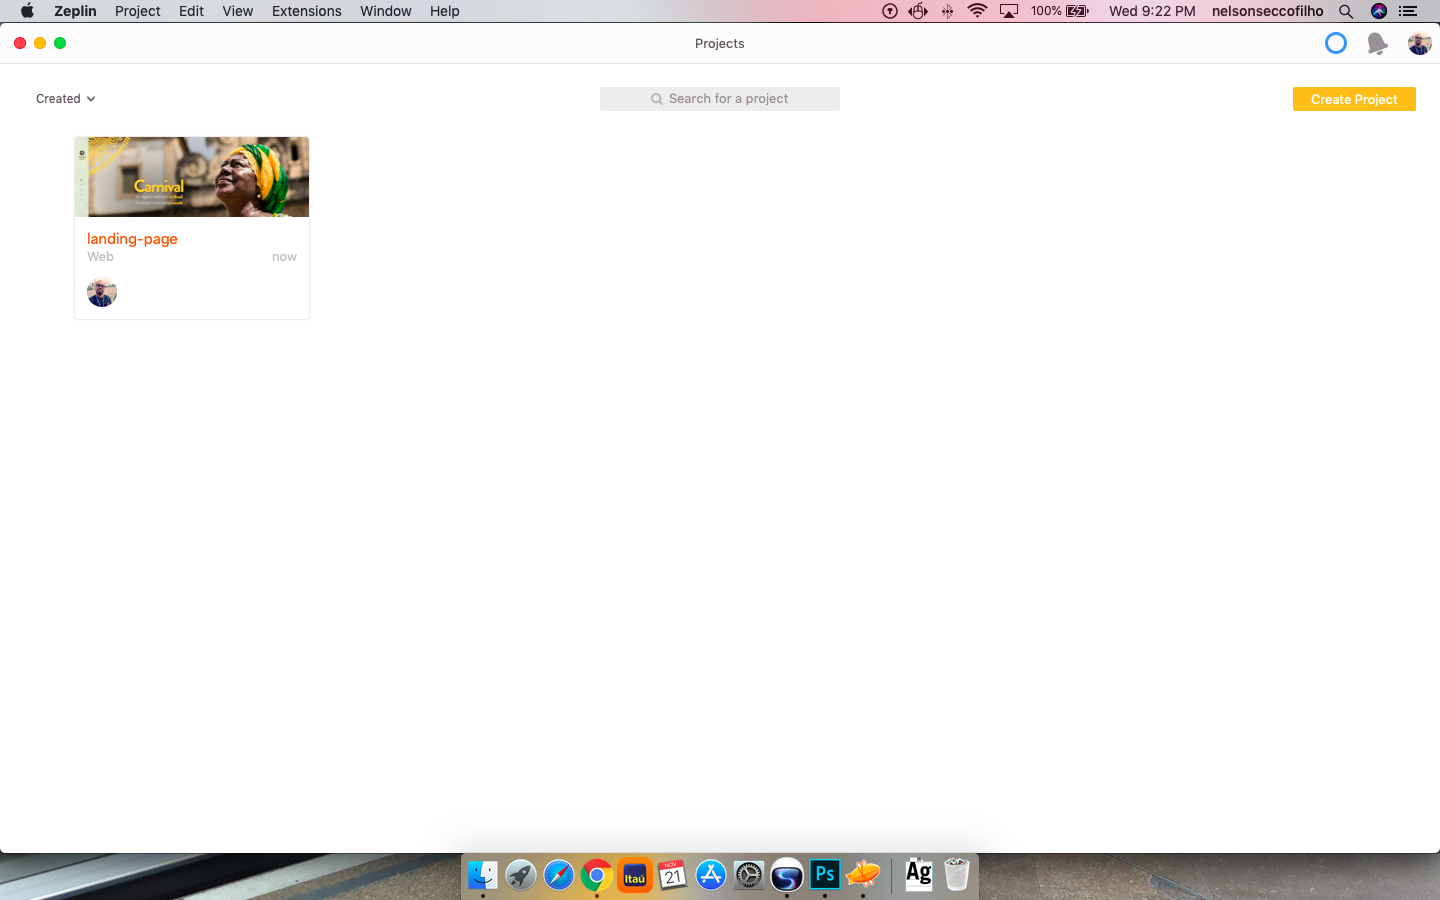 Zeplin Project Edit View Extensions Window Help 100% Wed 9:22 PM nelsonseccofilho
Projects
Created
Search for a project
Create Project
Carnival
landing-page
Web now
Itaú
NOV
21
Ps
Ag